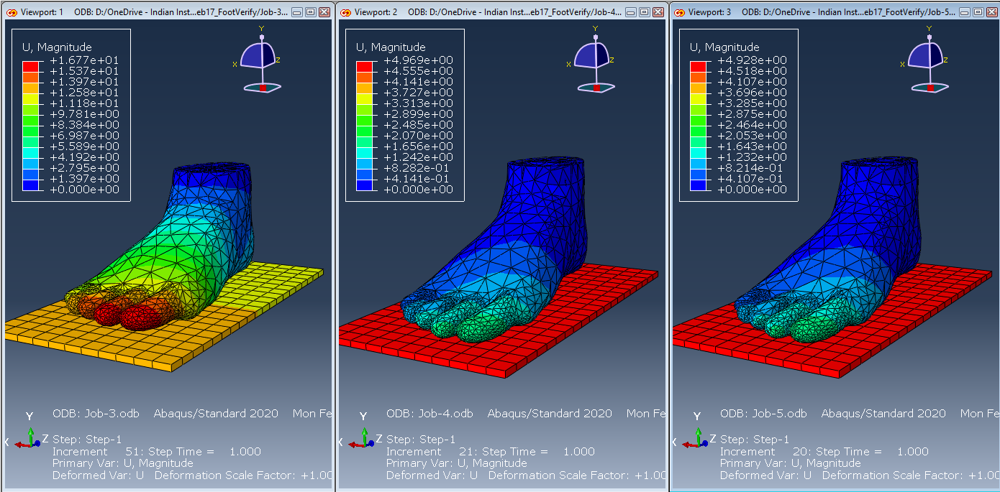 Viewport: 1 ODB: D:/OneDrive - Indian Inst...eb17_FootVerify/Job-3...
U, Magnitude
+1.677e+01
+1.537e+01
+1.397e+01
+1.258e+01
+1.118e+01
+9.781e+00
+8.384e+00
+6.987e+00
+5.589e+00
+4.192e+00
+2.795e+00
+1.397e+00
+0.000e+00
Y
X
Z
Y
X
Z
ODB: Job-3.odb Abaqus/Standard 2020 Mon Fe
Step: Step-1
Increment 51: Step Time = 1.000
Primary Var: U, Magnitude
Deformed Var: U Deformation Scale Factor: +1.00
Viewport: 2 ODB: D:/OneDrive - Indian Inst...eb17_FootVerify/Job-4...
U, Magnitude
+4.969e+00
+4.555e+00
+4.141e+00
+3.727e+00
+3.313e+00
+2.899e+00
+2.485e+00
+2.070e+00
+1.656e+00
+1.242e+00
+8.282e-01
+4.141e-01
+0.000e+00
Y
X
Z
Y
X
Z
ODB: Job-4.odb Abaqus/Standard 2020 Mon Fe
Step: Step-1
Increment 21: Step Time = 1.000
Primary Var: U, Magnitude
Deformed Var: U Deformation Scale Factor: +1.00
Viewport: 3 ODB: D:/OneDrive - Indian Inst...eb17_FootVerify/Job-5...
U, Magnitude
+4.928e+00
+4.518e+00
+4.107e+00
+3.696e+00
+3.285e+00
+2.875e+00
+2.464e+00
+2.053e+00
+1.643e+00
+1.232e+00
+8.214e-01
+4.107e-01
+0.000e+00
Y
X
Z
Y
X
Z
ODB: Job-5.odb Abaqus/Standard 2020 Mon Fe
Step: Step-1
Increment 20: Step Time = 1.000
Primary Var: U, Magnitude
Deformed Var: U Deformation Scale Factor: +1.00